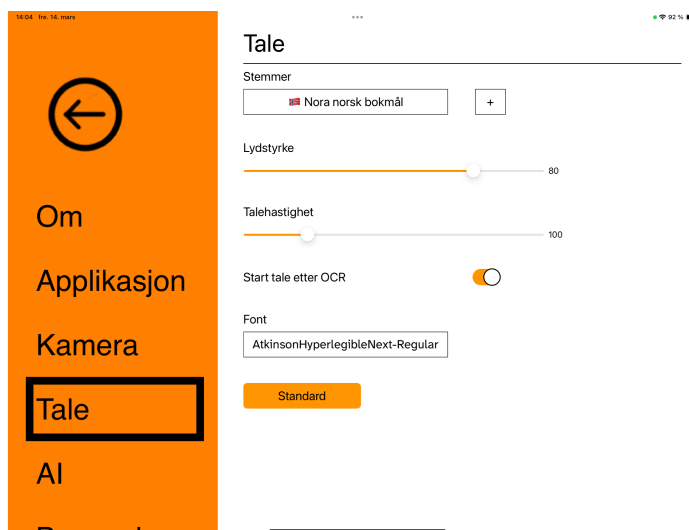 14:04 fre. 14. mars
92 %
Om
Applikasjon
Kamera
Tale
AI
Tale
Stemmer
Nora norsk bokmål
+
Lydstyrke
80
Talehastighet
100
Start tale etter OCR
Font
AtkinsonHyperlegibleNext-Regular
Standard